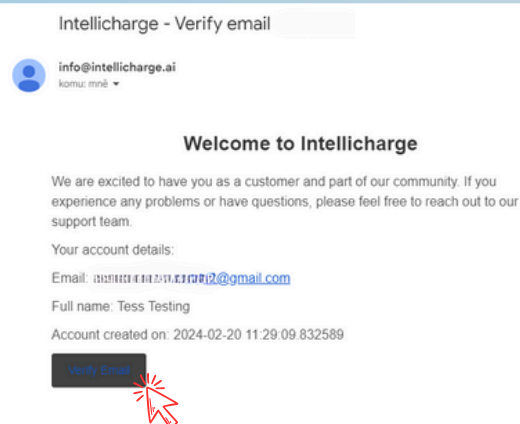 Intellicharge - Verify email
info@intellicharge.ai
komu: mně
Welcome to Intellicharge
We are excited to have you as a customer and part of our community. If you
experience any problems or have questions, please feel free to reach out to our
support team.
Your account details:
Email: @gmail.com
Full name: Tess Testing
Account created on: 2024-02-20 11:29:09.832589
Verify Email